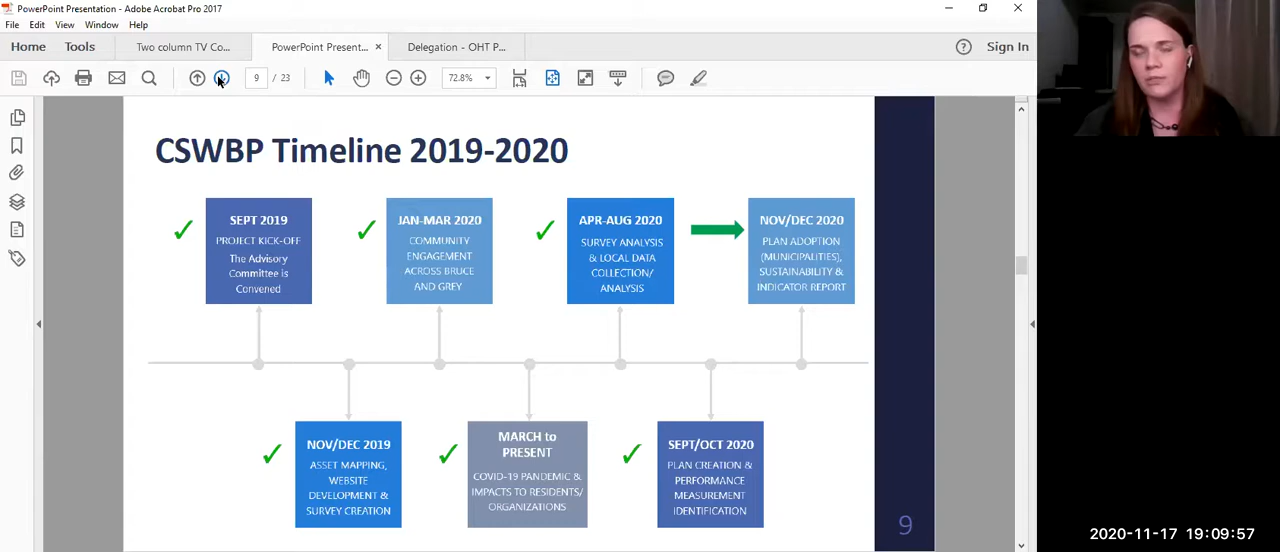 PowerPoint Presentation - Adobe Acrobat Pro 2017
File Edit View Window Help
Home Tools Two column TV Co... PowerPoint Present... × Delegation - OHT P... Sign In
9 / 23 72.8%
CSWBP Timeline 2019-2020
SEPT 2019
PROJECT KICK-OFF
The Advisory
Committee is
Convened
JAN-MAR 2020
COMMUNITY
ENGAGEMENT
ACROSS BRUCE
AND GREY
APR-AUG 2020
SURVEY ANALYSIS
& LOCAL DATA
COLLECTION/
ANALYSIS
NOV/DEC 2020
PLAN ADOPTION
(MUNICIPALITIES),
SUSTAINABILITY &
INDICATOR REPORT
NOV/DEC 2019
ASSET MAPPING,
WEBSITE
DEVELOPMENT &
SURVEY CREATION
MARCH to
PRESENT
COVID-19 PANDEMIC &
IMPACTS TO RESIDENTS/
ORGANIZATIONS
SEPT/OCT 2020
PLAN CREATION &
PERFORMANCE
MEASUREMENT
IDENTIFICATION
9
2020-11-17 19:09:57